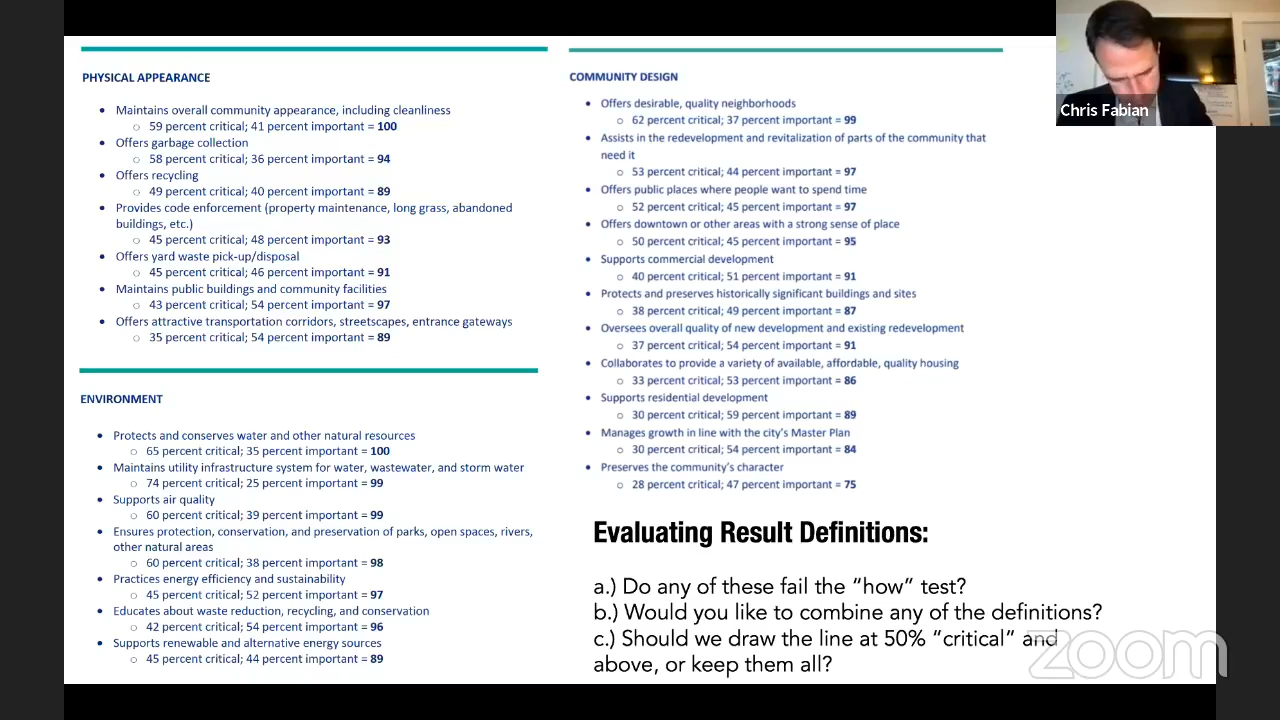 PHYSICAL APPEARANCE
• Maintains overall community appearance, including cleanliness
○ 59 percent critical; 41 percent important = 100
• Offers garbage collection
○ 58 percent critical; 36 percent important = 94
• Offers recycling
○ 49 percent critical; 40 percent important = 89
• Provides code enforcement (property maintenance, long grass, abandoned
buildings, etc.)
○ 45 percent critical; 48 percent important = 93
• Offers yard waste pick-up/disposal
○ 45 percent critical; 46 percent important = 91
• Maintains public buildings and community facilities
○ 43 percent critical; 54 percent important = 97
• Offers attractive transportation corridors, streetscapes, entrance gateways
○ 35 percent critical; 54 percent important = 89
ENVIRONMENT
• Protects and conserves water and other natural resources
○ 65 percent critical; 35 percent important = 100
• Maintains utility infrastructure system for water, wastewater, and storm water
○ 74 percent critical; 25 percent important = 99
• Supports air quality
○ 60 percent critical; 39 percent important = 99
• Ensures protection, conservation, and preservation of parks, open spaces, rivers,
other natural areas
○ 60 percent critical; 38 percent important = 98
• Practices energy efficiency and sustainability
○ 45 percent critical; 52 percent important = 97
• Educates about waste reduction, recycling, and conservation
○ 42 percent critical; 54 percent important = 96
• Supports renewable and alternative energy sources
○ 45 percent critical; 44 percent important = 89
COMMUNITY DESIGN
• Offers desirable, quality neighborhoods
○ 62 percent critical; 37 percent important = 99
• Assists in the redevelopment and revitalization of parts of the community that
need it
○ 53 percent critical; 44 percent important = 97
• Offers public places where people want to spend time
○ 52 percent critical; 45 percent important = 97
• Offers downtown or other areas with a strong sense of place
○ 50 percent critical; 45 percent important = 95
• Supports commercial development
○ 40 percent critical; 51 percent important = 91
• Protects and preserves historically significant buildings and sites
○ 38 percent critical; 49 percent important = 87
• Oversees overall quality of new development and existing redevelopment
○ 37 percent critical; 54 percent important = 91
• Collaborates to provide a variety of available, affordable, quality housing
○ 33 percent critical; 53 percent important = 86
• Supports residential development
○ 30 percent critical; 59 percent important = 89
• Manages growth in line with the city's Master Plan
○ 30 percent critical; 54 percent important = 84
• Preserves the community's character
○ 28 percent critical; 47 percent important = 75
Evaluating Result Definitions:
a.) Do any of these fail the “how” test?
b.) Would you like to combine any of the definitions?
c.) Should we draw the line at 50% “critical” and
above, or keep them all?
Chris Fabian
zoom